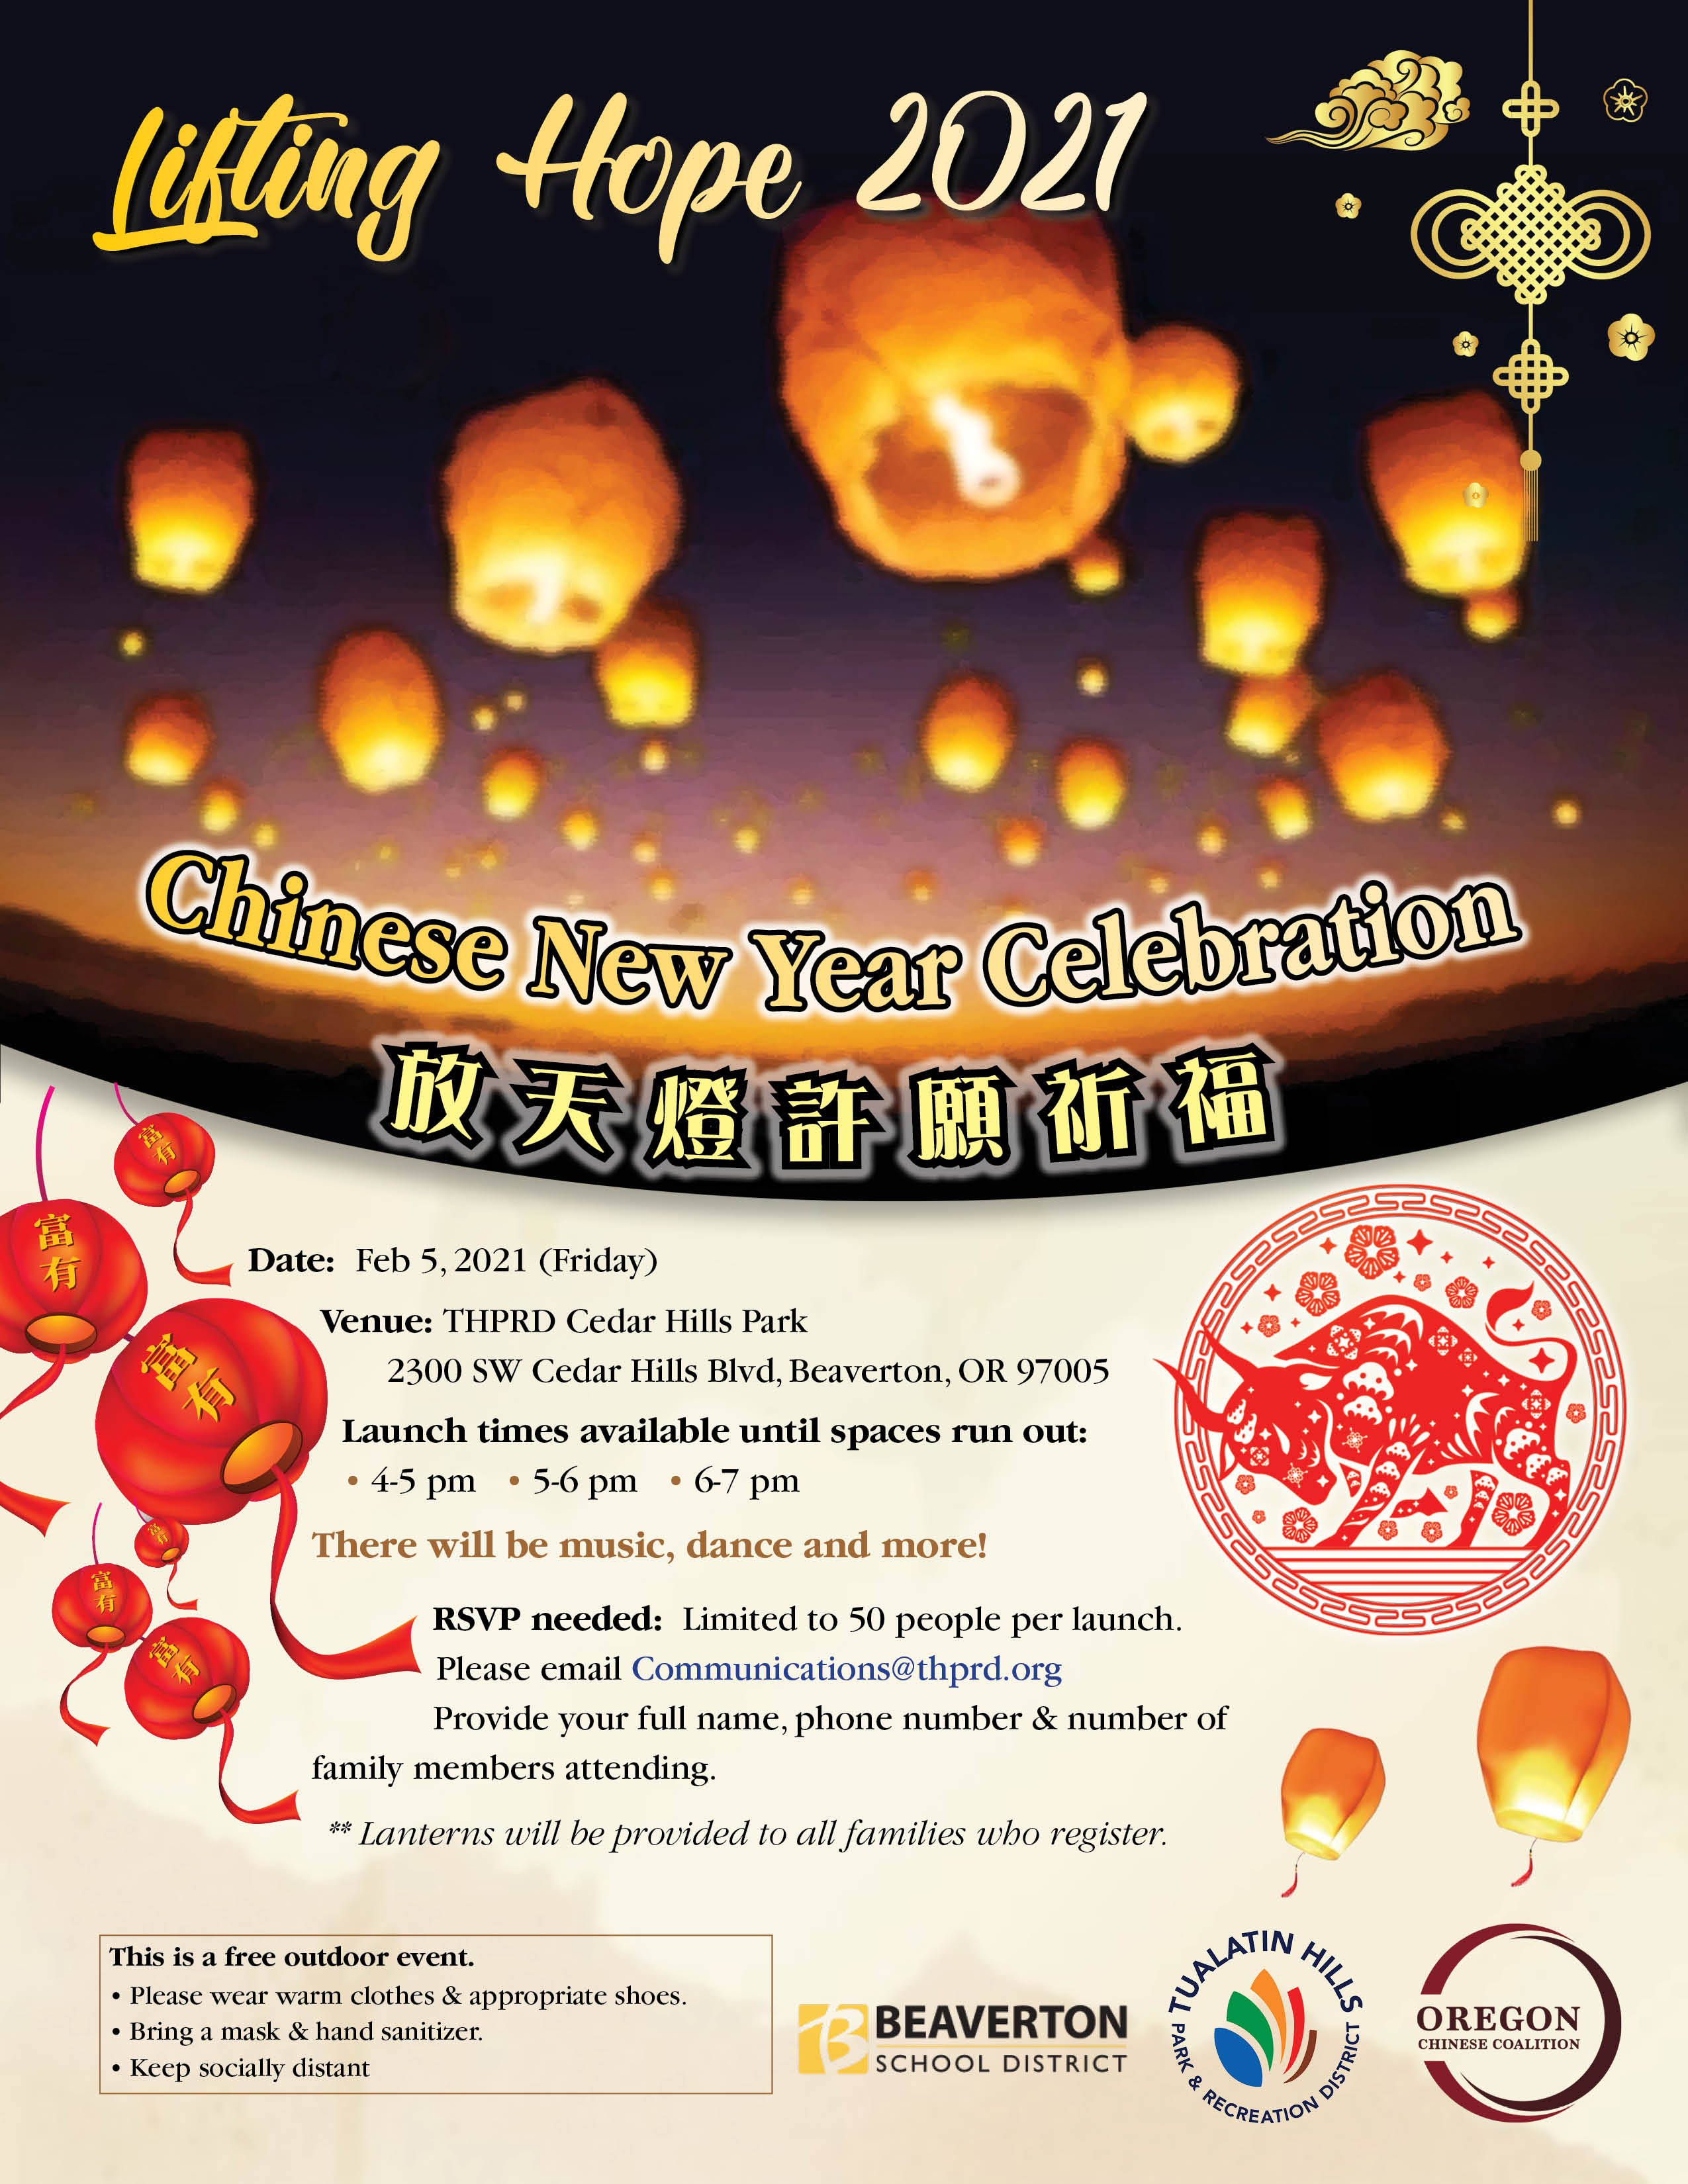 Lifting Hope 2021
Chinese New Year Celebration
放天燈許願祈福
富有
富有
富有
富有
富有
富有
Date: Feb 5, 2021 (Friday)
Venue: THPRD Cedar Hills Park
2300 SW Cedar Hills Blvd, Beaverton, OR 97005
Launch times available until spaces run out:
• 4-5 pm • 5-6 pm • 6-7 pm
There will be music, dance and more!
RSVP needed: Limited to 50 people per launch.
Please email Communications@thprd.org
Provide your full name, phone number & number of
family members attending.
** Lanterns will be provided to all families who register.
This is a free outdoor event.
• Please wear warm clothes & appropriate shoes.
• Bring a mask & hand sanitizer.
• Keep socially distant
B BEAVERTON
SCHOOL DISTRICT
TUALATIN HILLS
PARK & RECREATION DISTRICT
OREGON
CHINESE COALITION